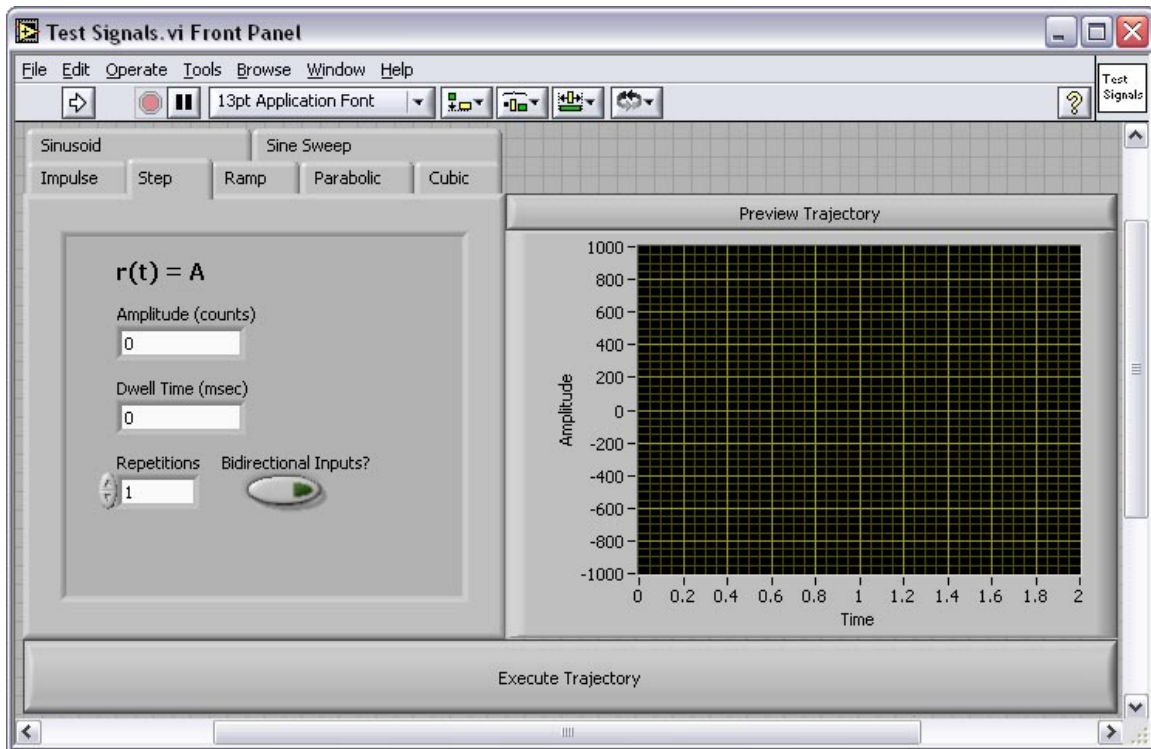 Test Signals.vi Front Panel
File Edit Operate Tools Browse Window Help
13pt Application Font
?
Test
Signals
Sinusoid Sine Sweep
Impulse Step Ramp Parabolic Cubic
r(t) = A
Amplitude (counts)
0
Dwell Time (msec)
0
Repetitions Bidirectional Inputs?
1
Preview Trajectory
1000
800
600
400
200
0
-200
-400
-600
-800
-1000
Amplitude
0 0.2 0.4 0.6 0.8 1 1.2 1.4 1.6 1.8 2
Time
Execute Trajectory